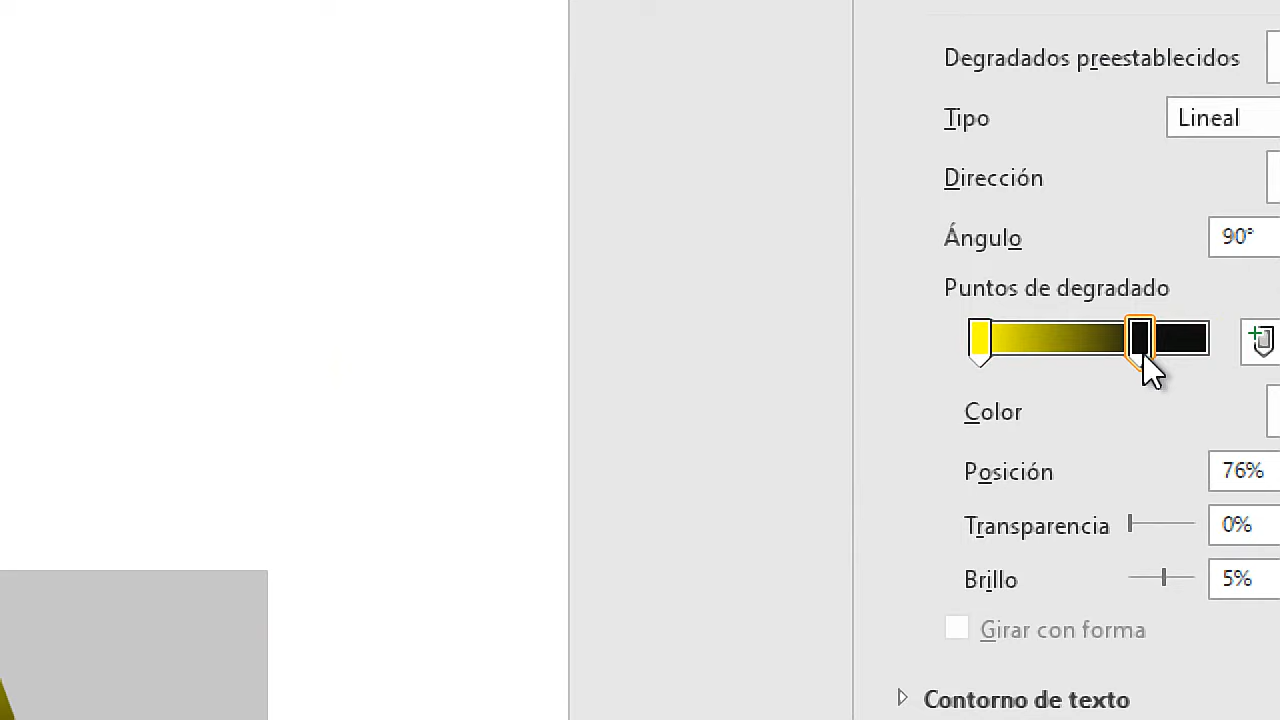 Degradados preestablecidos
Tipo Lineal
Dirección
Ángulo 90°
Puntos de degradado
Color
Posición 76%
Transparencia 0%
Brillo 5%
Girar con forma
Contorno de texto